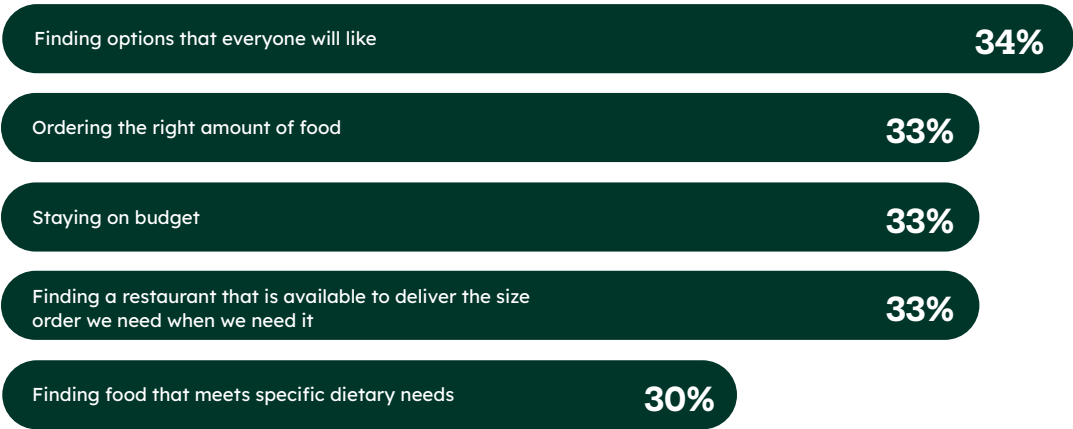 Finding options that everyone will like 34%
Ordering the right amount of food 33%
Staying on budget 33%
Finding a restaurant that is available to deliver the size
order we need when we need it 33%
Finding food that meets specific dietary needs 30%